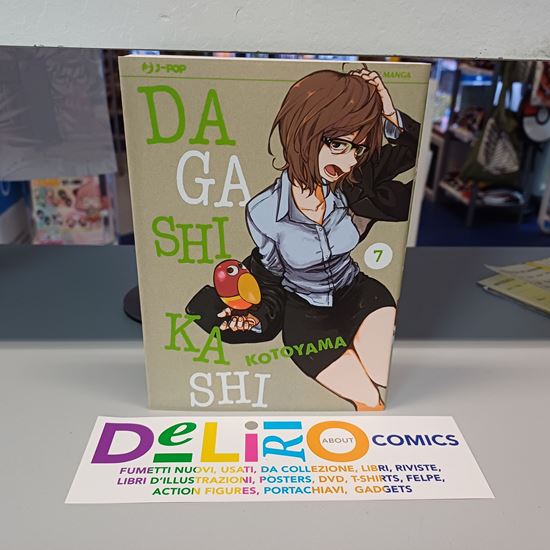 J-POP
MANGA
DA
GA
SHI
KA
SHI
7
KOTOYAMA
DeLiRiO ABOUT COMICS
FUMETTI NUOVI, USATI, DA COLLEZIONE, LIBRI, RIVISTE,
LIBRI D'ILLUSTRAZIONI, POSTERS, DVD, T-SHIRTS, FELPE,
ACTION FIGURES, PORTACHIAVI, GADGETS